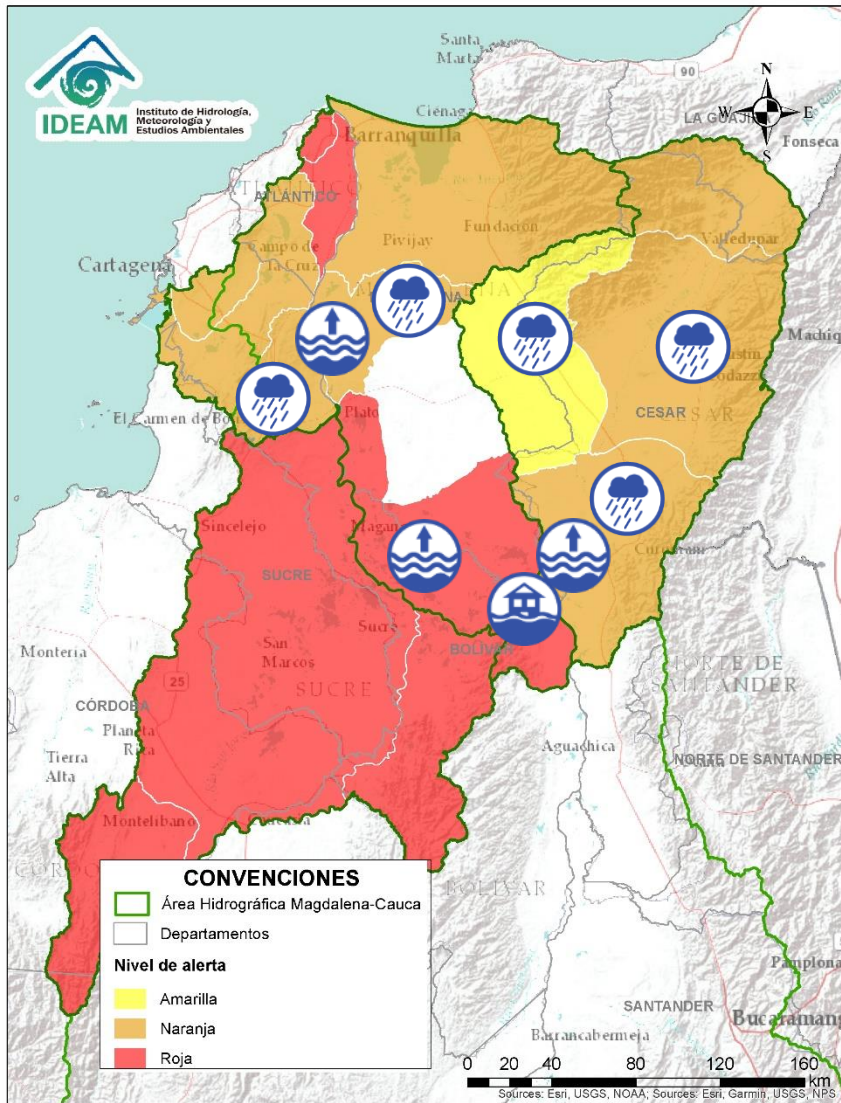 Santa
Marta
90
N
W
E
S
LA GUAJI
Ciénaga
IDEAM
Instituto de Hidrología,
Meteorología y
Estudios Ambientales
Barranquilla
Fonseca
ATLÁNTICO
Fundación
Pivijay
Valledupar
Campo de
la Cruz
Cartagena
Machiq
El Carmen de Bo
Plato
CESAR
CESAR
Sincelejo
Magan
SUCRE
Curumaní
Sucre
San
Marcos
BOLÍVAR
Montería
25
SUCRE
NORTE DE
SANTANDER
CÓRDOBA
Planeta
Rica
Tierra
Alta
Aguachica
NORTE DE SANTANDER
Montelibano
BOLÍVAR
CONVENCIONES
Área Hidrográfica Magdalena-Cauca
Departamentos
Nivel de alerta
Amarilla
Naranja
Roja
Pamplona
SANTANDER
Bucaramang
Barrancabermeja
0 20 40 80 120 160
km
Sources: Esri, USGS, NOAA; Sources: Esri, Garmin, USGS, NPS